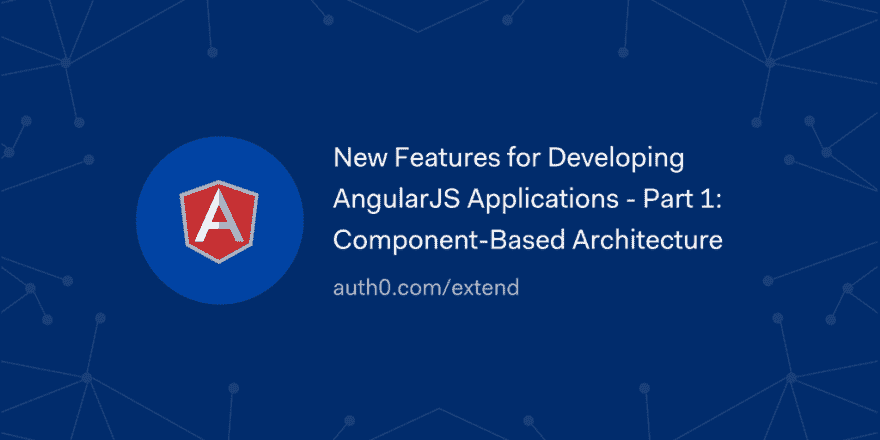 New Features for Developing
AngularJS Applications - Part 1:
Component-Based Architecture
auth0.com/extend